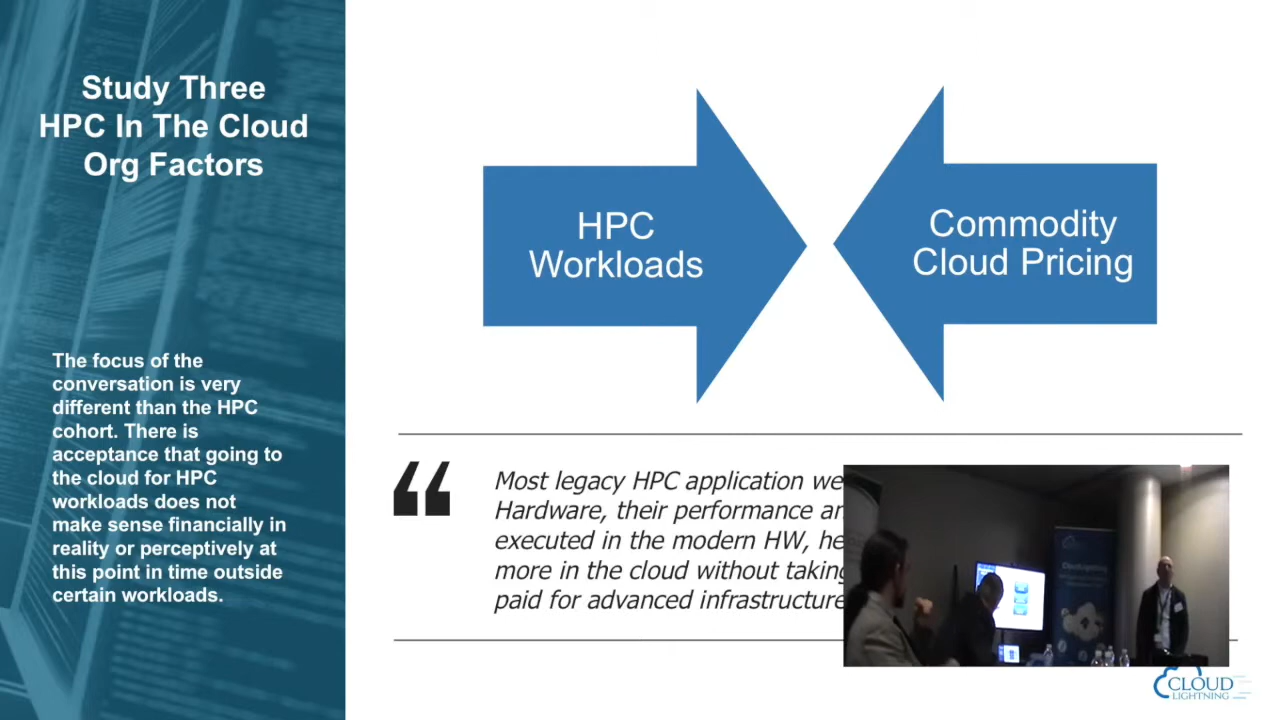 Study Three
HPC In The Cloud
Org Factors
The focus of the
conversation is very
different than the HPC
cohort. There is
acceptance that going to
the cloud for HPC
workloads does not
make sense financially in
reality or perceptively at
this point in time outside
certain workloads.
HPC
Workloads
Commodity
Cloud Pricing
“
Most legacy HPC application we
Hardware, their performance an
executed in the modern HW, he
more in the cloud without taking
paid for advanced infrastructure
CLOUD
LIGHTNING